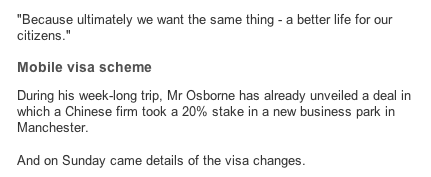 "Because ultimately we want the same thing - a better life for our
citizens."
Mobile visa scheme
During his week-long trip, Mr Osborne has already unveiled a deal in
which a Chinese firm took a 20% stake in a new business park in
Manchester.
And on Sunday came details of the visa changes.